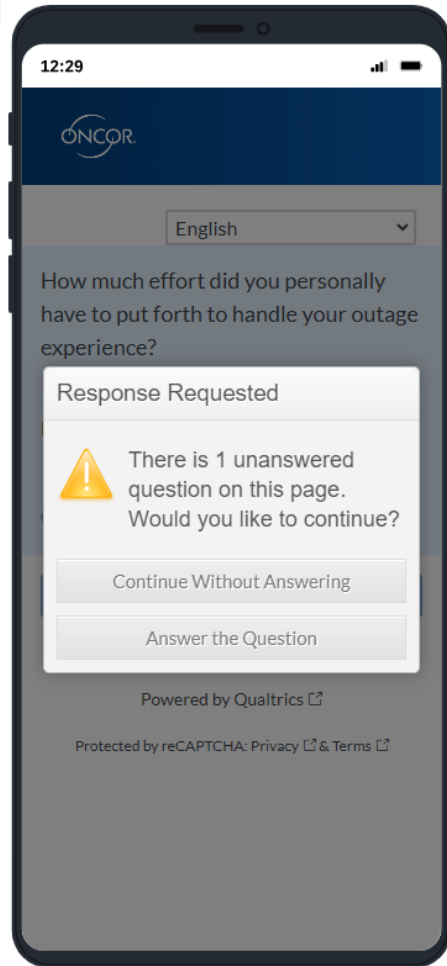 12:29
ONCOR.
English
How much effort did you personally
have to put forth to handle your outage
experience?
Response Requested
There is 1 unanswered
question on this page.
Would you like to continue?
Continue Without Answering
Answer the Question
Powered by Qualtrics
Protected by reCAPTCHA: Privacy & Terms